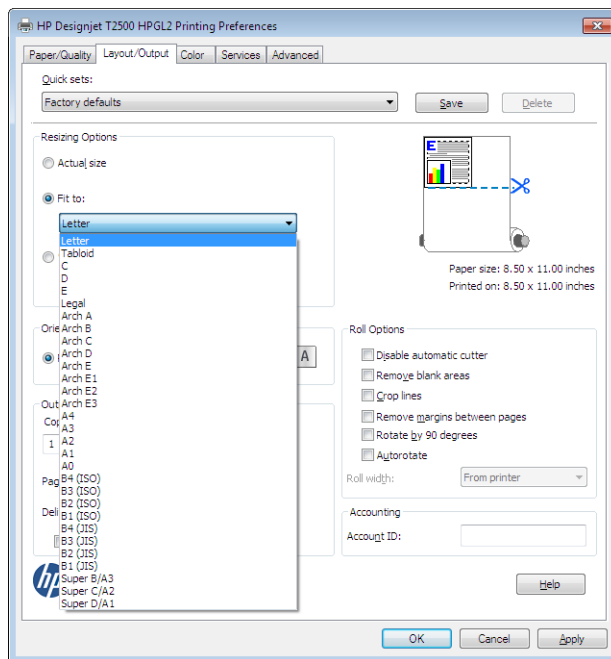 HP Designjet T2500 HPGL2 Printing Preferences
Paper/Quality Layout/Output Color Services Advanced
Quick sets:
Factory defaults
Save Delete
Resizing Options
Actual size
Fit to:
Letter
Letter
Tabloid
C
D
E
Legal
Arch A
Arch B
Arch C
Arch D
Arch E
Arch E1
Arch E2
Arch E3
A4
A3
A2
A1
A0
B4 (ISO)
B3 (ISO)
B2 (ISO)
B1 (ISO)
B4 (JIS)
B3 (JIS)
B2 (JIS)
B1 (JIS)
Super B/A3
Super C/A2
Super D/A1
Orie
A
Out
Cop
1
Pag
Deli
hp
E
Paper size: 8.50 x 11.00 inches
Printed on: 8.50 x 11.00 inches
Roll Options
Disable automatic cutter
Remove blank areas
Crop lines
Remove margins between pages
Rotate by 90 degrees
Autorotate
Roll width: From printer
Accounting
Account ID:
Help
OK Cancel Apply